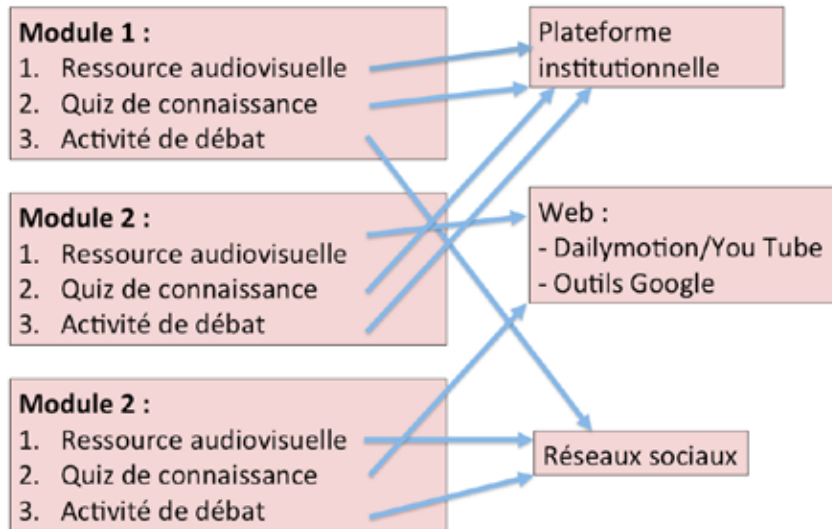 Module 1 :
1. Ressource audiovisuelle
2. Quiz de connaissance
3. Activité de débat
Module 2 :
1. Ressource audiovisuelle
2. Quiz de connaissance
3. Activité de débat
Module 2 :
1. Ressource audiovisuelle
2. Quiz de connaissance
3. Activité de débat
Plateforme
institutionnelle
Web :
- Dailymotion/You Tube
- Outils Google
Réseaux sociaux